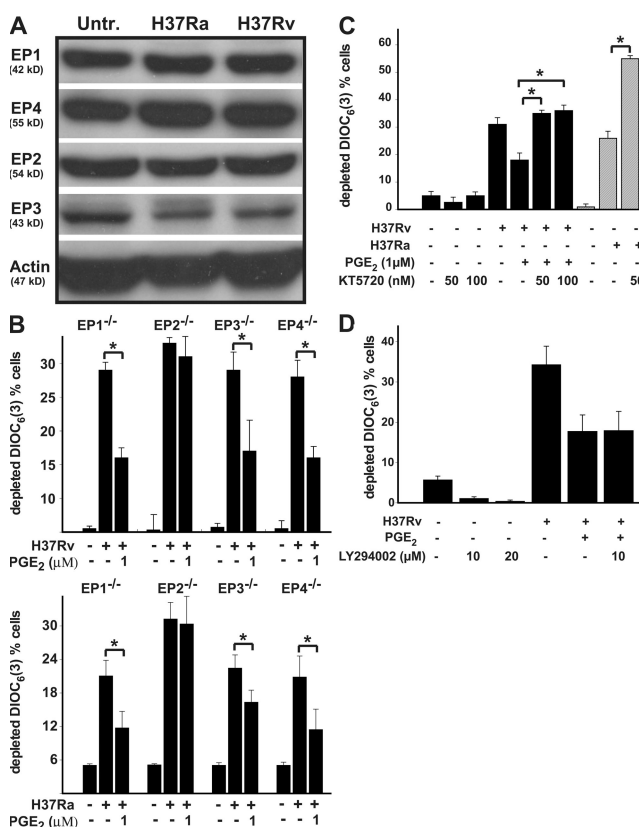 A
Untr. H37Ra H37Rv
EP1
(42 kD)
EP4
(55 kD)
EP2
(54 kD)
EP3
(43 kD)
Actin
(47 kD)
B
EP1-/- EP2-/- EP3-/- EP4-/-
depleted DIOC6(3) % cells
30
25
20
15
10
* * *
H37Rv - + + - + + - + + - + +
PGE2 (μM) - - 1 - - 1 - - 1 - - 1
EP1-/- EP2-/- EP3-/- EP4-/-
depleted DIOC6(3) % cells
30
24
18
12
6
* * *
H37Ra - + + - + + - + + - + +
PGE2 (μM) - - 1 - - 1 - - 1 - - 1
C
depleted DIOC6(3) % cells
60
50
40
30
20
10
0
* * *
H37Rv - - - + + + + - - -
H37Ra - - - - - - - - + +
PGE2 (1μM) - - - - + + + - - -
KT5720 (nM) - 50 100 - - 50 100 - - 50
D
depleted DIOC6(3) % cells
40
30
20
10
0
H37Rv - - - + + +
PGE2 - - - - + +
LY294002 (μM) - 10 20 - - 10